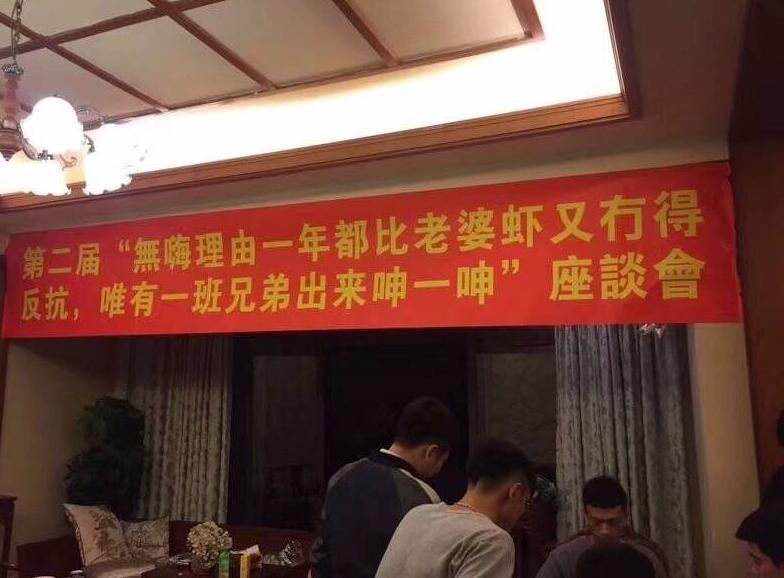 第二届“無嗨理由一年都比老婆虾又冇得
反抗，唯有一班兄弟出来呻一呻”座談會